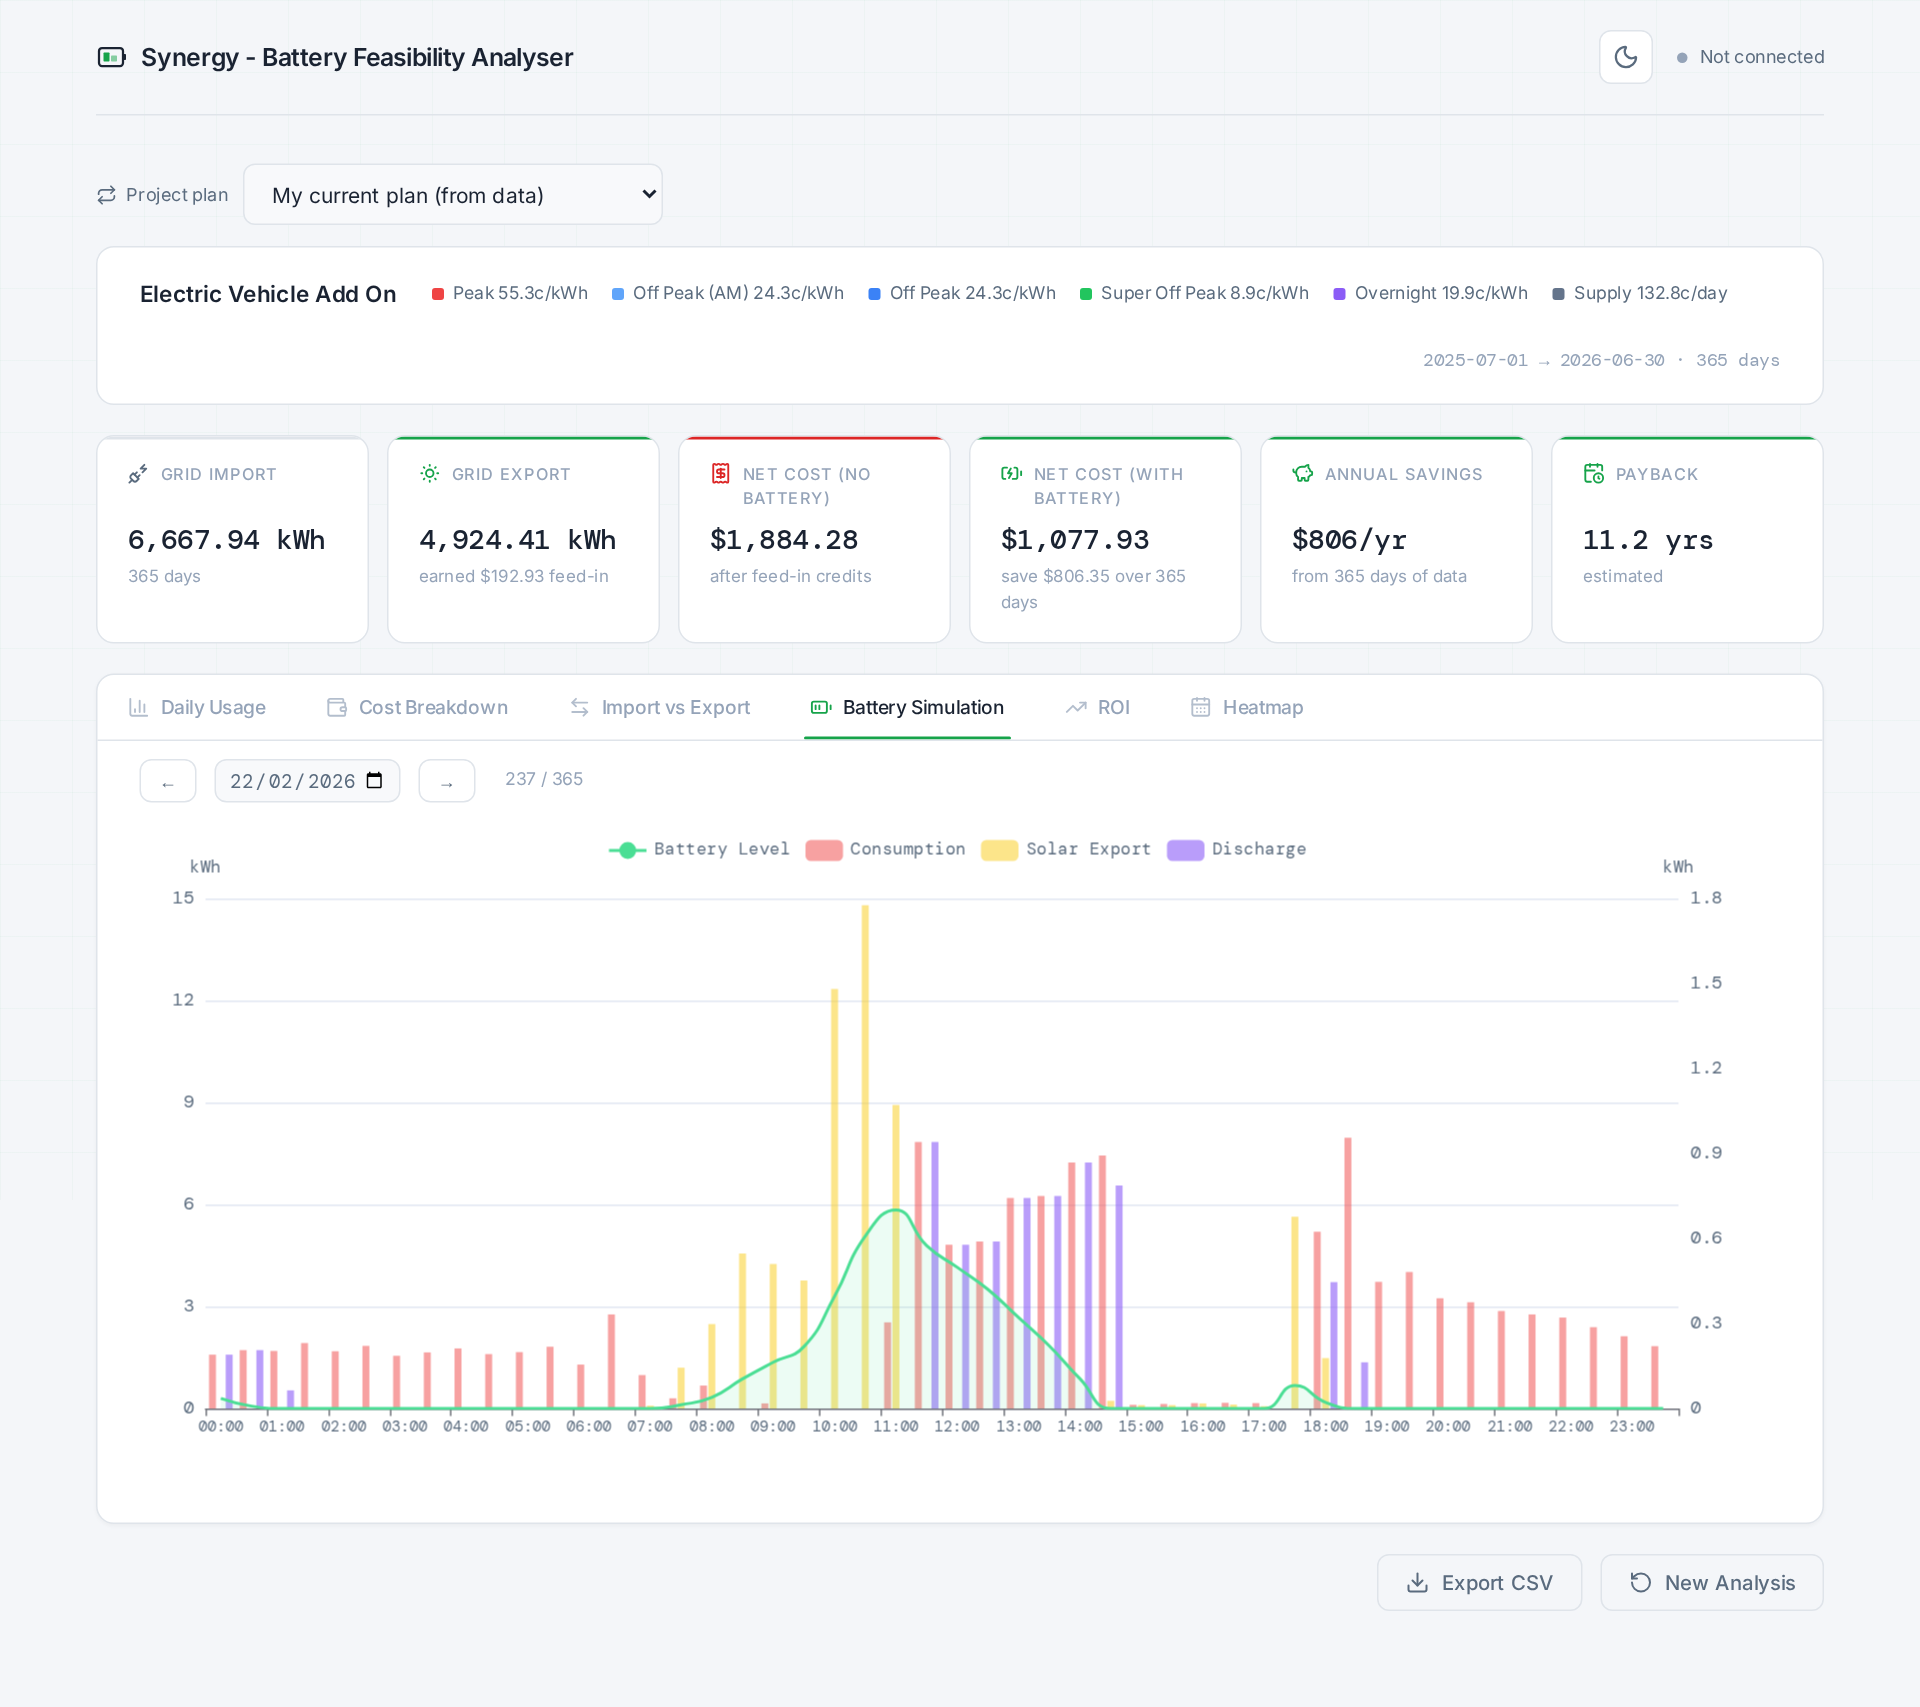 Synergy - Battery Feasibility Analyser
Not connected
Project plan
My current plan (from data)
Electric Vehicle Add On
Peak 55.3c/kWh
Off Peak (AM) 24.3c/kWh
Off Peak 24.3c/kWh
Super Off Peak 8.9c/kWh
Overnight 19.9c/kWh
Supply 132.8c/day
2025-07-01 → 2026-06-30 · 365 days
GRID IMPORT
6,667.94 kWh
365 days
GRID EXPORT
4,924.41 kWh
earned $192.93 feed-in
NET COST (NO
BATTERY)
$1,884.28
after feed-in credits
NET COST (WITH
BATTERY)
$1,077.93
save $806.35 over 365
days
ANNUAL SAVINGS
$806/yr
from 365 days of data
PAYBACK
11.2 yrs
estimated
Daily Usage
Cost Breakdown
Import vs Export
Battery Simulation
ROI
Heatmap
←
22/02/2026
→
237 / 365
Battery Level
Consumption
Solar Export
Discharge
kWh
kWh
15
12
9
6
3
0
1.8
1.5
1.2
0.9
0.6
0.3
0
00:00 01:00 02:00 03:00 04:00 05:00 06:00 07:00 08:00 09:00 10:00 11:00 12:00 13:00 14:00 15:00 16:00 17:00 18:00 19:00 20:00 21:00 22:00 23:00
Export CSV
New Analysis